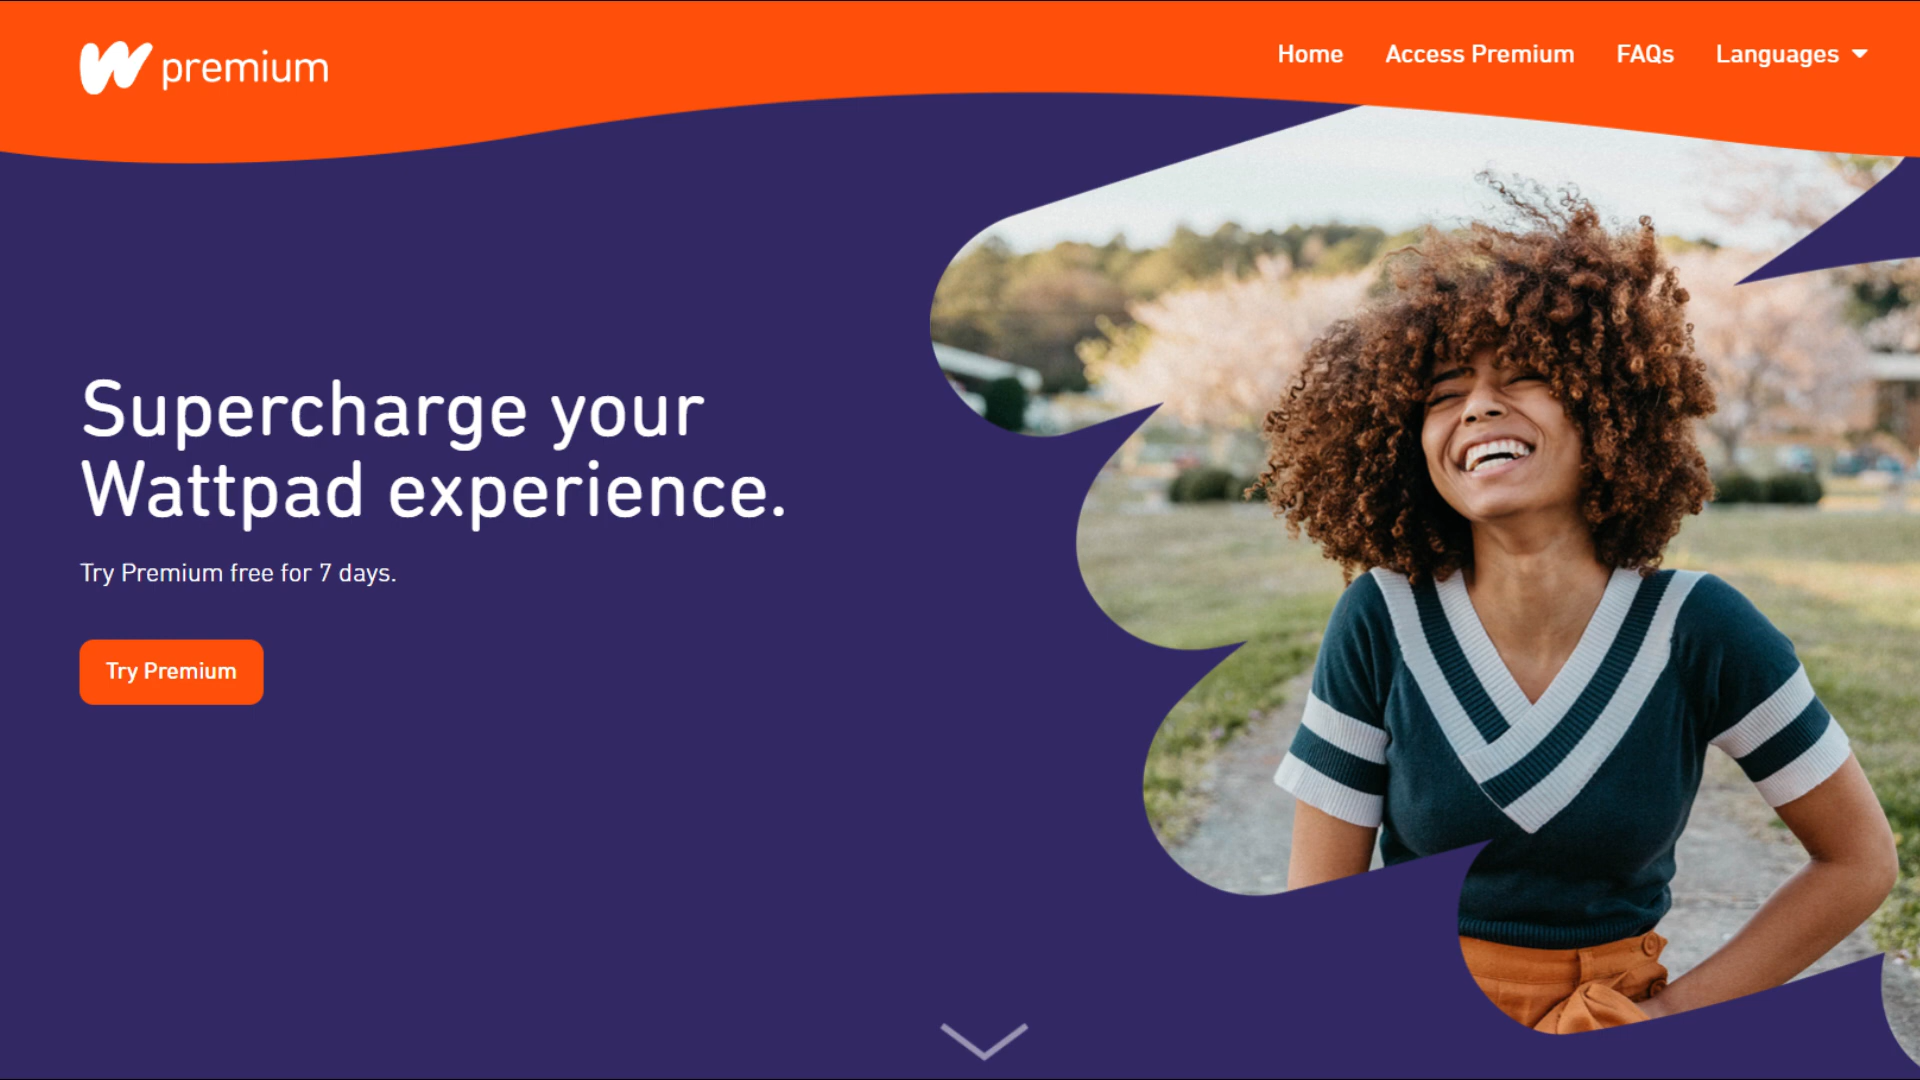 premium
Home
Access Premium
FAQs
Languages
Supercharge your
Wattpad experience.
Try Premium free for 7 days.
Try Premium